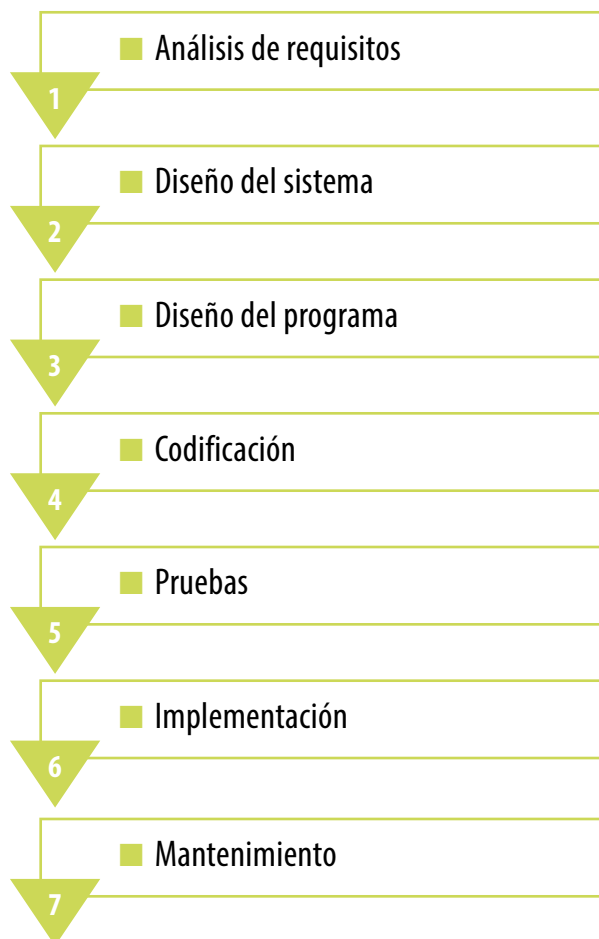 Análisis de requisitos
1
Diseño del sistema
2
Diseño del programa
3
Codificación
4
Pruebas
5
Implementación
6
Mantenimiento
7